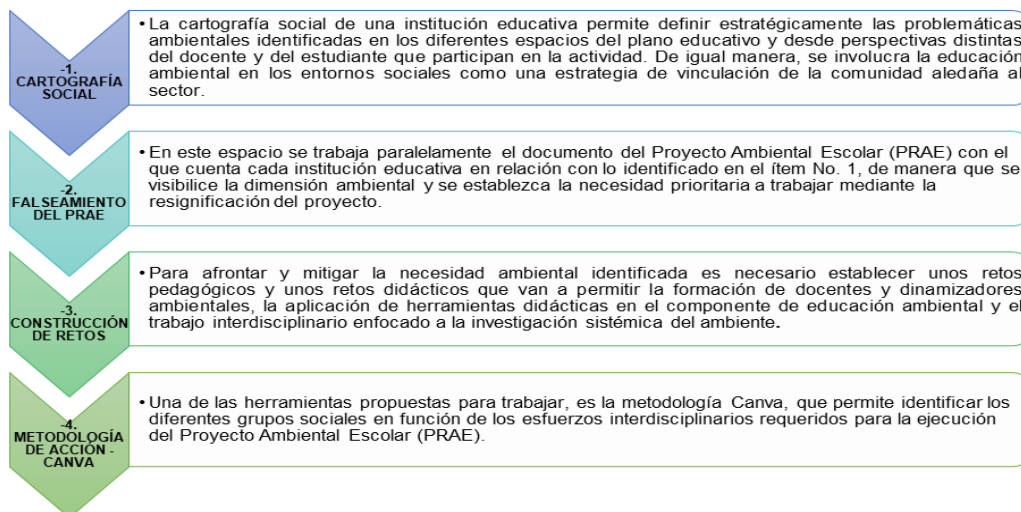 -1.
CARTOGRAFÍA
SOCIAL
• La cartografía social de una institución educativa permite definir estratégicamente las problemáticas
ambientales identificadas en los diferentes espacios del plano educativo y desde perspectivas distintas
del docente y del estudiante que participan en la actividad. De igual manera, se involucra la educación
ambiental en los entornos sociales como una estrategia de vinculación de la comunidad aledaña al
sector.
-2.
FALSEAMIENTO
DEL PRAE
• En este espacio se trabaja paralelamente el documento del Proyecto Ambiental Escolar (PRAE) con el
que cuenta cada institución educativa en relación con lo identificado en el ítem No. 1, de manera que se
visibilice la dimensión ambiental y se establezca la necesidad prioritaria a trabajar mediante la
resignificación del proyecto.
-3.
CONSTRUCCIÓN
DE RETOS
• Para afrontar y mitigar la necesidad ambiental identificada es necesario establecer unos retos
pedagógicos y unos retos didácticos que van a permitir la formación de docentes y dinamizadores
ambientales, la aplicación de herramientas didácticas en el componente de educación ambiental y el
trabajo interdisciplinario enfocado a la investigación sistémica del ambiente.
-4.
METODOLOGÍA
DE ACCIÓN -
CANVA
• Una de las herramientas propuestas para trabajar, es la metodología Canva, que permite identificar los
diferentes grupos sociales en función de los esfuerzos interdisciplinarios requeridos para la ejecución
del Proyecto Ambiental Escolar (PRAE).